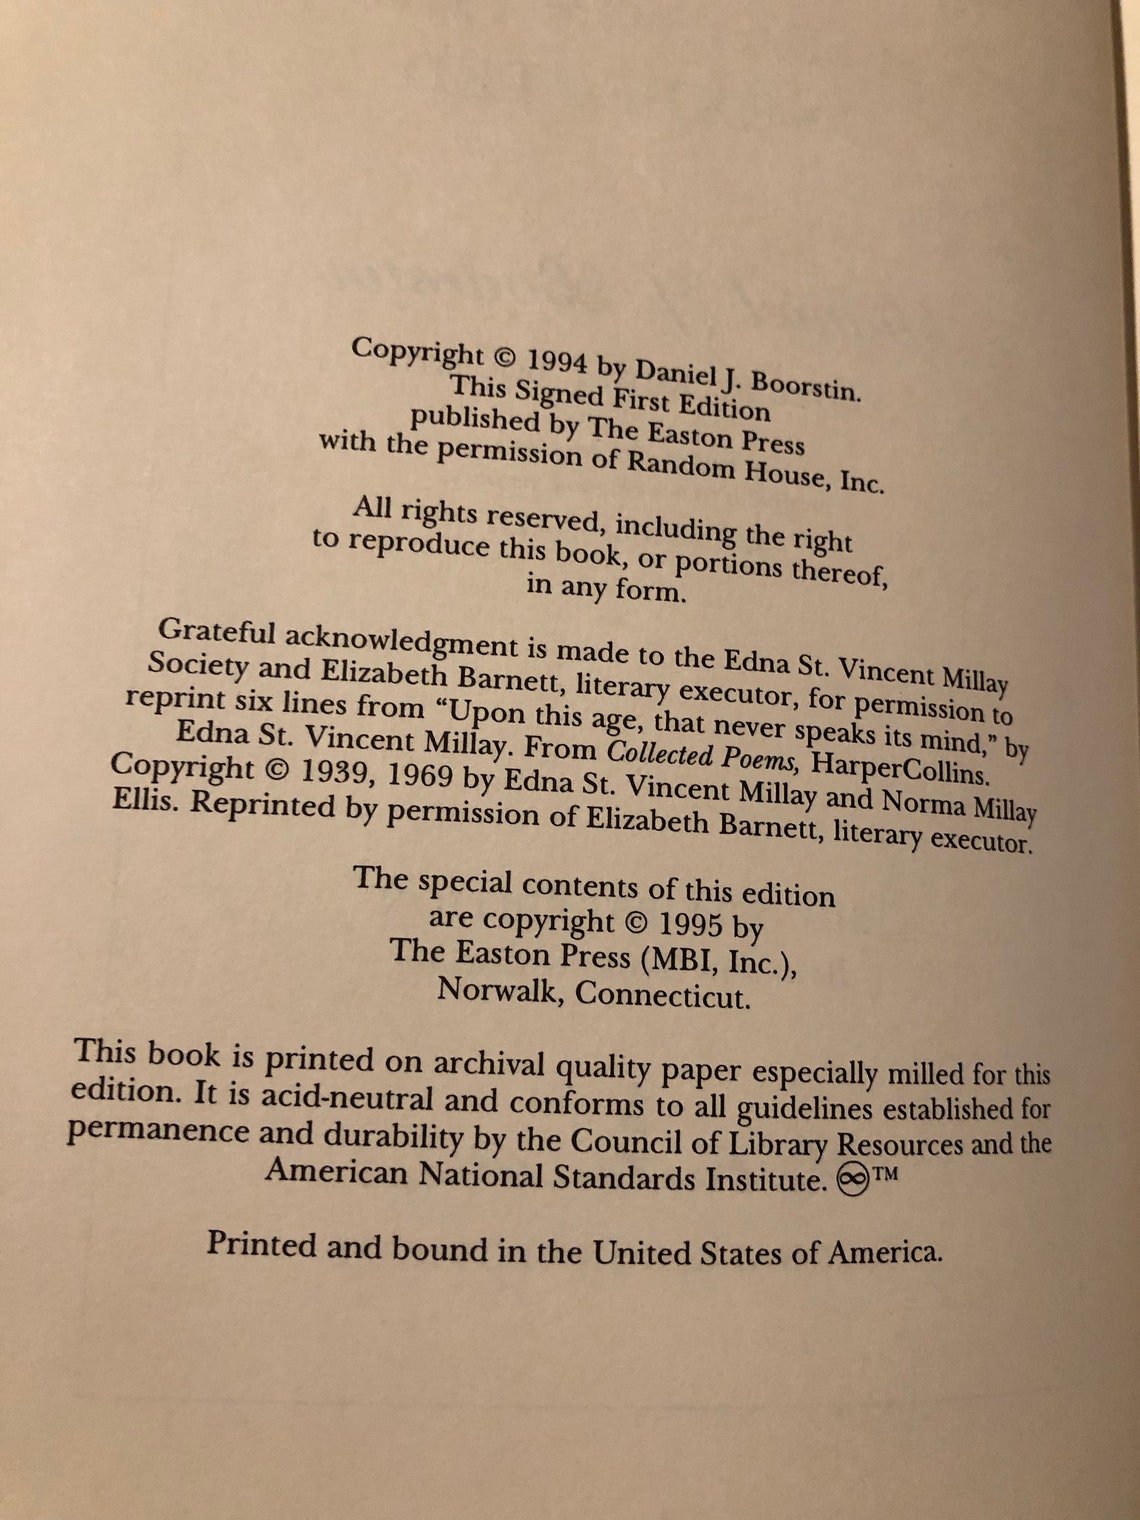 Copyright © 1994 by Daniel J. Boorstin.
This Signed First Edition
published by The Easton Press
with the permission of Random House, Inc.
All rights reserved, including the right
to reproduce this book, or portions thereof,
in any form.
Grateful acknowledgment is made to the Edna St. Vincent Millay
Society and Elizabeth Barnett, literary executor, for permission to
reprint six lines from “Upon this age, that never speaks its mind,” by
Edna St. Vincent Millay. From Collected Poems, HarperCollins.
Copyright © 1939, 1969 by Edna St. Vincent Millay and Norma Millay
Ellis. Reprinted by permission of Elizabeth Barnett, literary executor.
The special contents of this edition
are copyright © 1995 by
The Easton Press (MBI, Inc.),
Norwalk, Connecticut.
This book is printed on archival quality paper especially milled for this
edition. It is acid-neutral and conforms to all guidelines established for
permanence and durability by the Council of Library Resources and the
American National Standards Institute. ♾™
Printed and bound in the United States of America.